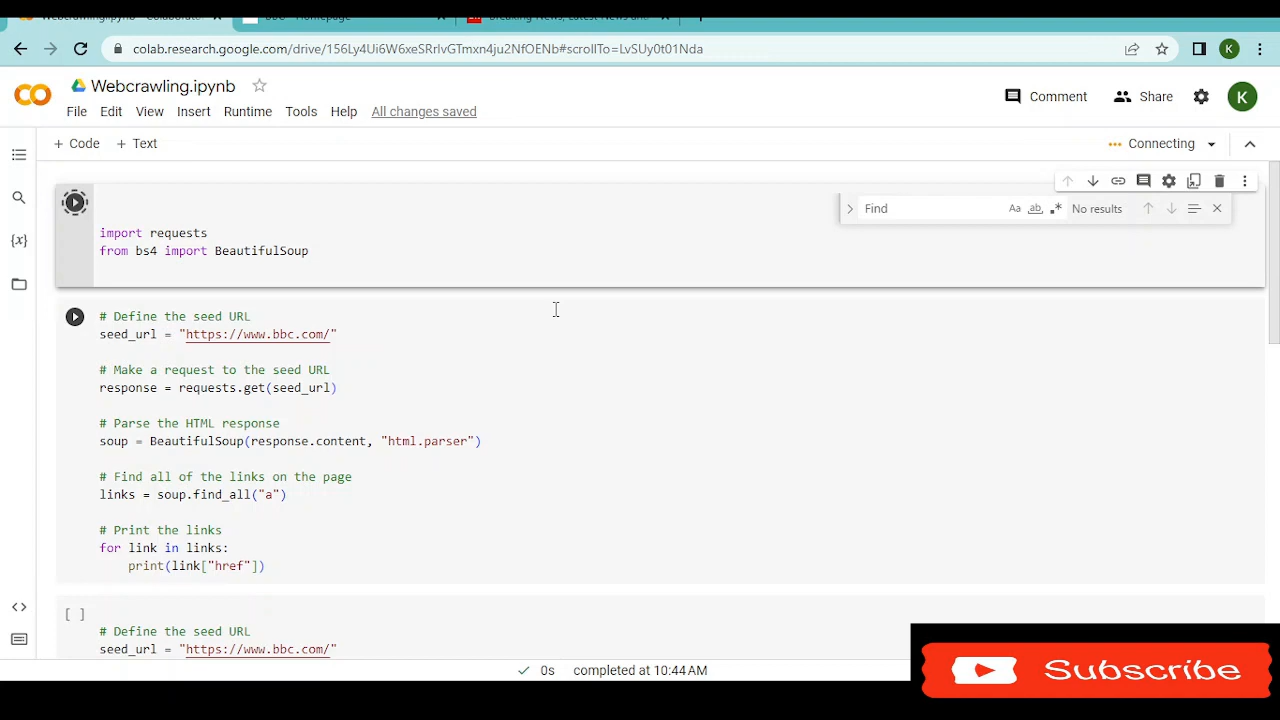 Webcrawling.ipynb - Colaborato
BBC - Homepage
Breaking News, Latest News and
colab.research.google.com/drive/156Ly4Ui6W6xeSRrlvGTmxn4ju2NfOENb#scrollTo=LvSUy0t01Nda
K
Webcrawling.ipynb
Comment
Share
K
File Edit View Insert Runtime Tools Help All changes saved
+ Code + Text
Connecting
Find
Aa
ab
.*
No results
import requests
from bs4 import BeautifulSoup
{x}
# Define the seed URL
seed_url = "https://www.bbc.com/"
# Make a request to the seed URL
response = requests.get(seed_url)
# Parse the HTML response
soup = BeautifulSoup(response.content, "html.parser")
# Find all of the links on the page
links = soup.find_all("a")
# Print the links
for link in links:
print(link["href"])
[ ]
# Define the seed URL
seed_url = "https://www.bbc.com/"
0s completed at 10:44 AM
Subscribe